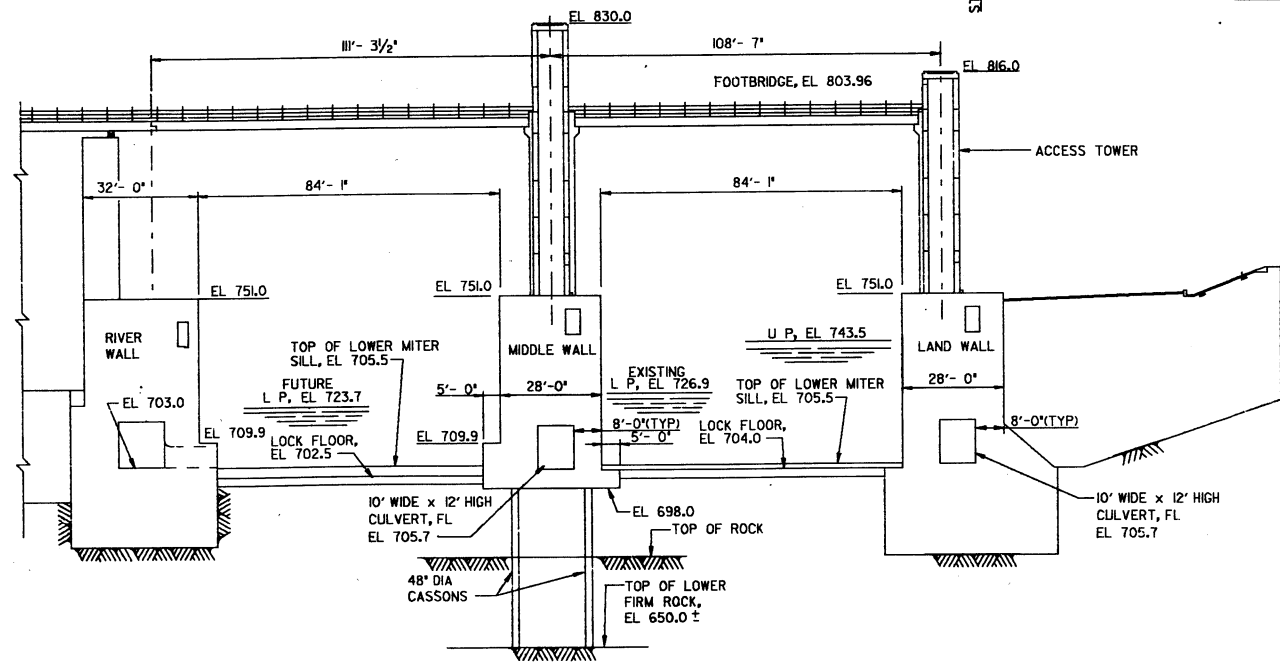 EL 830.0
111'- 3½"
108'- 7"
EL 816.0
FOOTBRIDGE, EL 803.96
ACCESS TOWER
32'- 0"
84'- 1"
84'- 1"
EL 751.0
EL 751.0
EL 751.0
RIVER
WALL
TOP OF LOWER MITER
SILL, EL 705.5
MIDDLE WALL
U P, EL 743.5
LAND WALL
FUTURE
L P, EL 723.7
5'- 0"
28'-0"
EXISTING
L P, EL 726.9
TOP OF LOWER MITER
SILL, EL 705.5
28'- 0"
EL 703.0
EL 709.9
LOCK FLOOR,
EL 702.5
EL 709.9
8'-0"(TYP)
5'- 0"
LOCK FLOOR,
EL 704.0
8'-0"(TYP)
10' WIDE x 12' HIGH
CULVERT, FL
EL 705.7
EL 698.0
TOP OF ROCK
10' WIDE x 12' HIGH
CULVERT, FL
EL 705.7
48" DIA
CASSONS
TOP OF LOWER
FIRM ROCK,
EL 650.0 ±